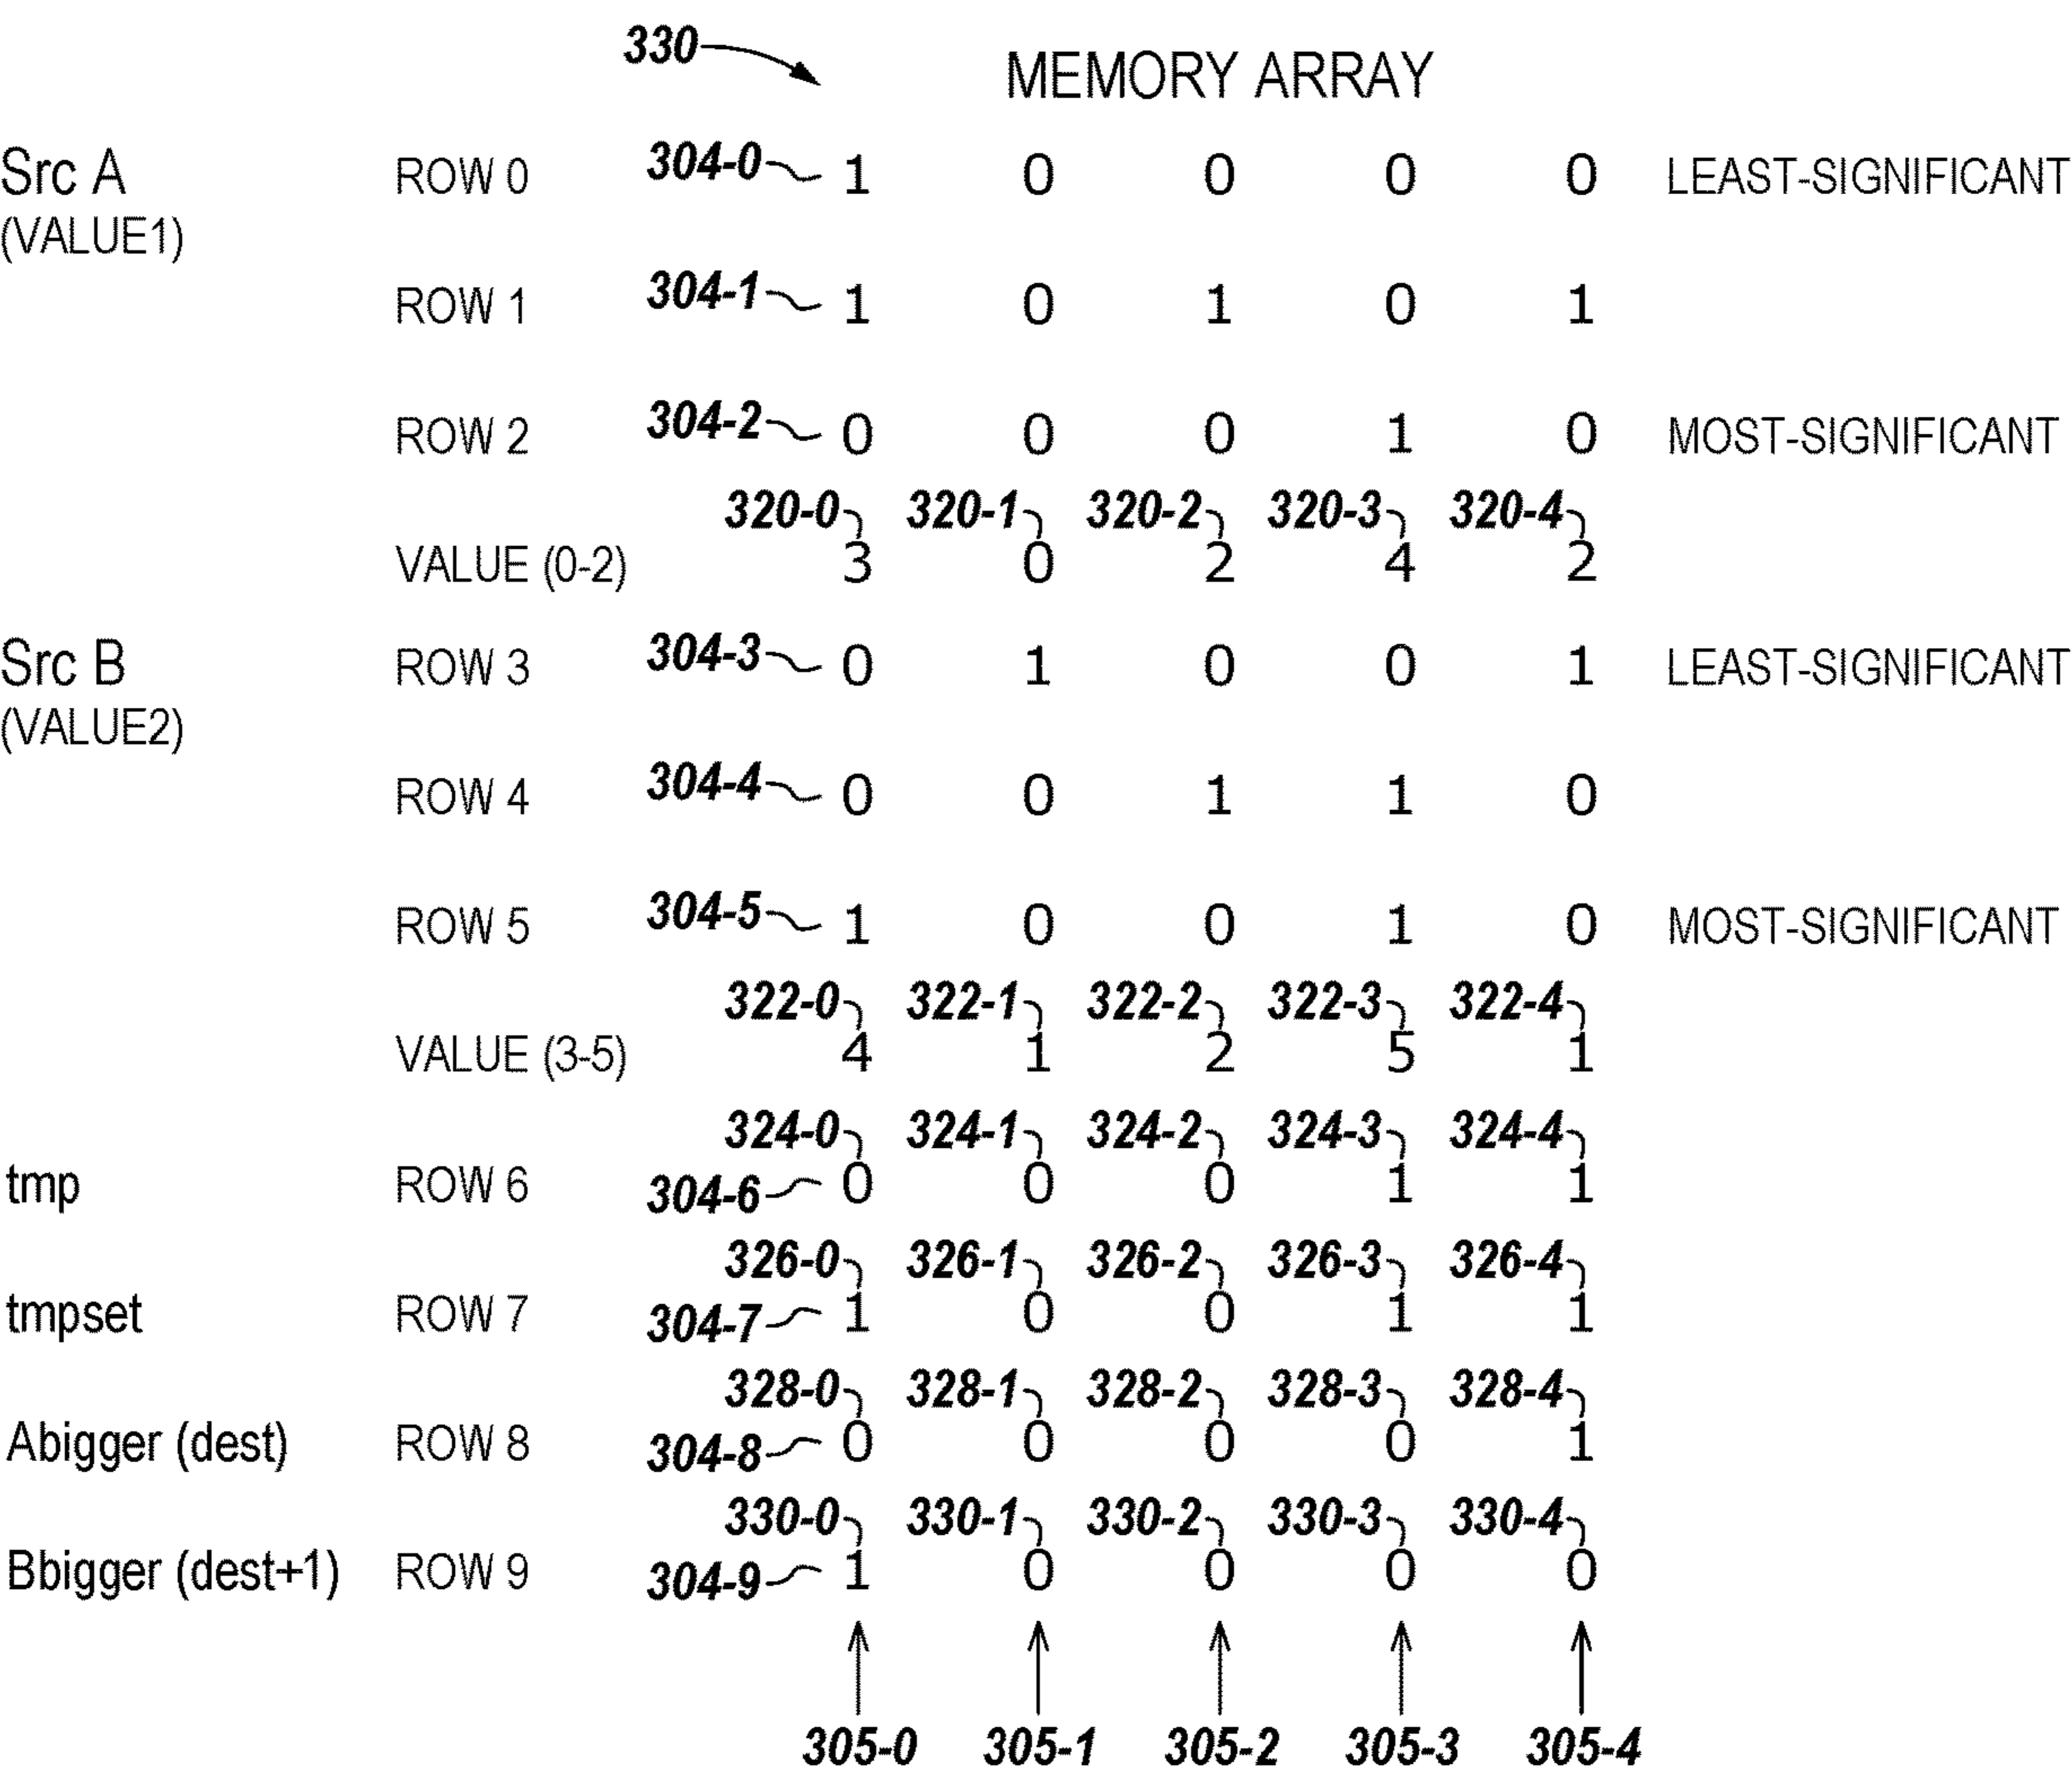 330 MEMORY ARRAY
Src A ROW 0 304-0 1 0 0 0 0 LEAST-SIGNIFICANT
(VALUE1)
ROW 1 304-1 1 0 1 0 1
ROW 2 304-2 0 0 0 1 0 MOST-SIGNIFICANT
320-0 320-1 320-2 320-3 320-4
VALUE (0-2) 3 0 2 4 2
Src B ROW 3 304-3 0 1 0 0 1 LEAST-SIGNIFICANT
(VALUE2)
ROW 4 304-4 0 0 1 1 0
ROW 5 304-5 1 0 0 1 0 MOST-SIGNIFICANT
322-0 322-1 322-2 322-3 322-4
VALUE (3-5) 4 1 2 5 1
324-0 324-1 324-2 324-3 324-4
tmp ROW 6 304-6 0 0 0 1 1
326-0 326-1 326-2 326-3 326-4
tmpset ROW 7 304-7 1 0 0 1 1
328-0 328-1 328-2 328-3 328-4
Abigger (dest) ROW 8 304-8 0 0 0 0 1
330-0 330-1 330-2 330-3 330-4
Bbigger (dest+1) ROW 9 304-9 1 0 0 0 0
305-0 305-1 305-2 305-3 305-4